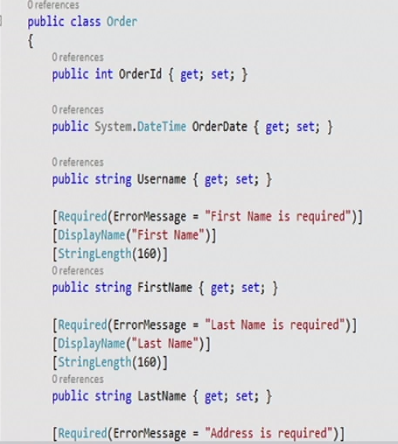 0 references
public class Order
{
0 references
public int OrderId { get; set; }
0 references
public System.DateTime OrderDate { get; set; }
0 references
public string Username { get; set; }
[Required(ErrorMessage = "First Name is required")]
[DisplayName("First Name")]
[StringLength(160)]
0 references
public string FirstName { get; set; }
[Required(ErrorMessage = "Last Name is required")]
[DisplayName("Last Name")]
[StringLength(160)]
0 references
public string LastName { get; set; }
[Required(ErrorMessage = "Address is required")]